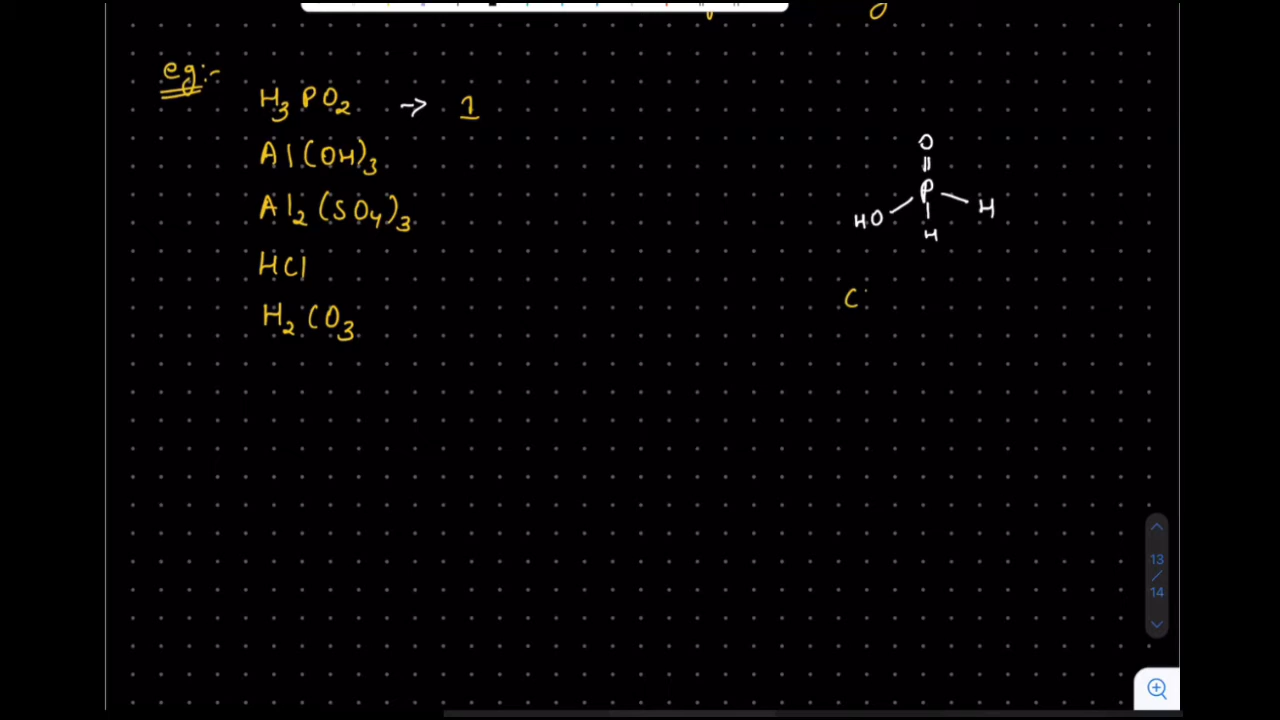 eg:-
H3PO2 → 1
Al(OH)3
Al2(SO4)3
HCl
H2CO3
O
P
HO H
H
C
13
/
14